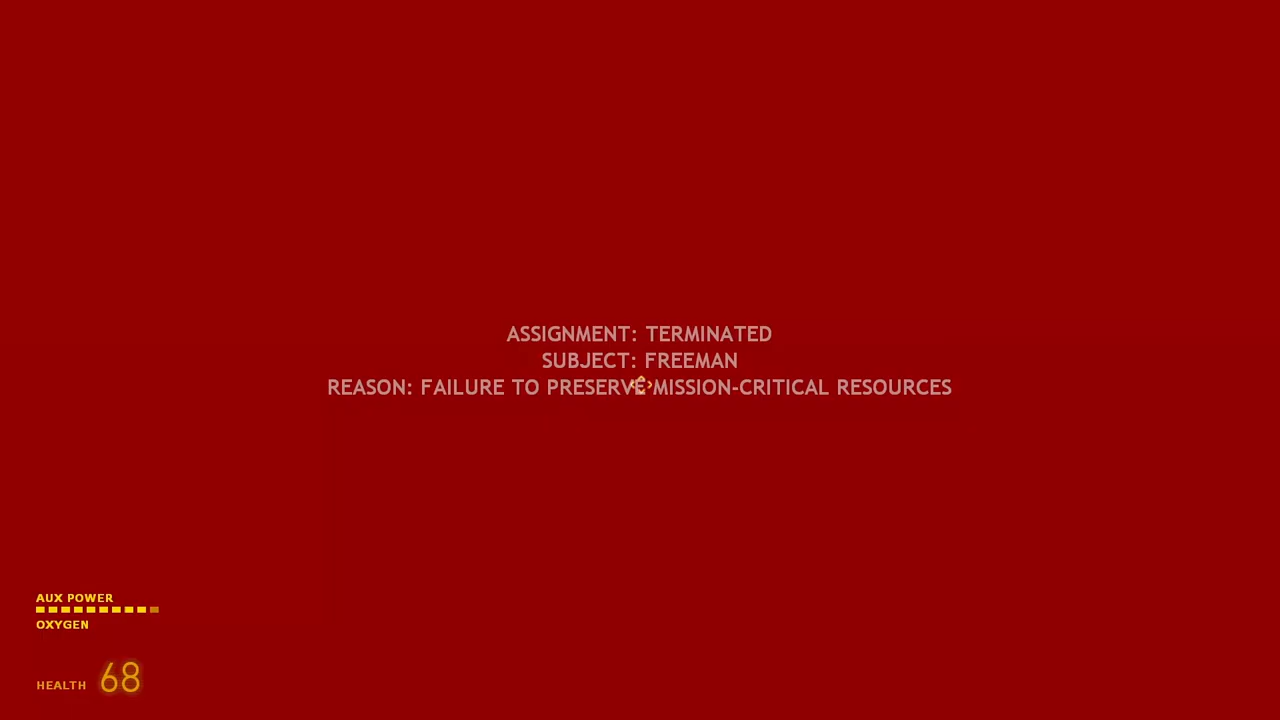 ASSIGNMENT: TERMINATED
SUBJECT: FREEMAN
REASON: FAILURE TO PRESERVE MISSION-CRITICAL RESOURCES
AUX POWER
OXYGEN
HEALTH 68